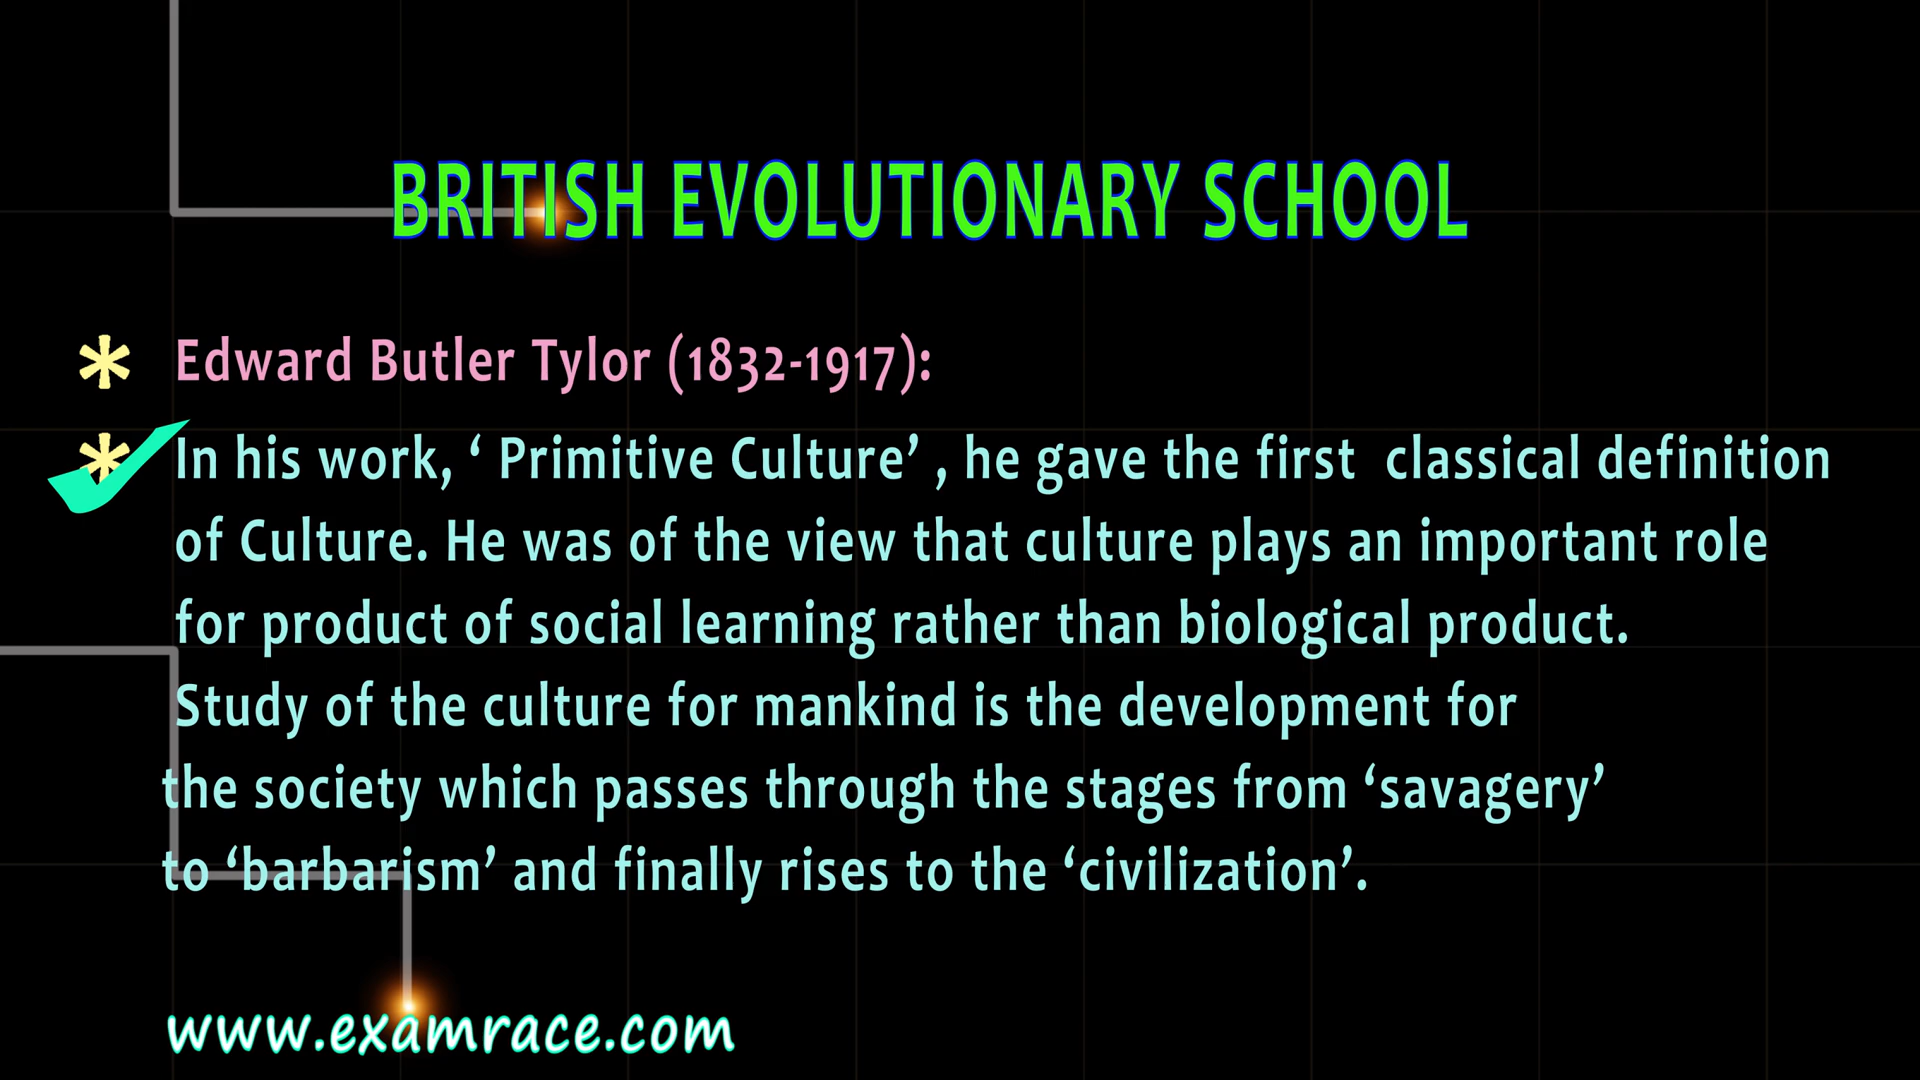 BRITISH EVOLUTIONARY SCHOOL
* Edward Butler Tylor (1832-1917):
* In his work, ‘ Primitive Culture’ , he gave the first  classical definition
of Culture. He was of the view that culture plays an important role
for product of social learning rather than biological product.
Study of the culture for mankind is the development for
the society which passes through the stages from ‘savagery’
to ‘barbarism’ and finally rises to the ‘civilization’.
www.examrace.com